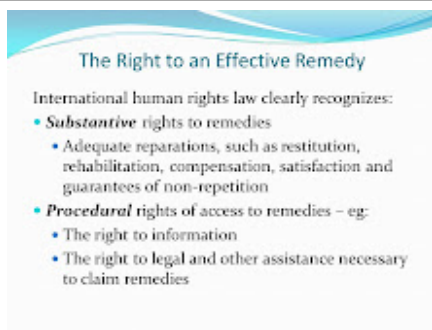 The Right to an Effective Remedy
International human rights law clearly recognizes:
• Substantive rights to remedies
• Adequate reparations, such as restitution,
rehabilitation, compensation, satisfaction and
guarantees of non-repetition
• Procedural rights of access to remedies – eg:
• The right to information
• The right to legal and other assistance necessary
to claim remedies